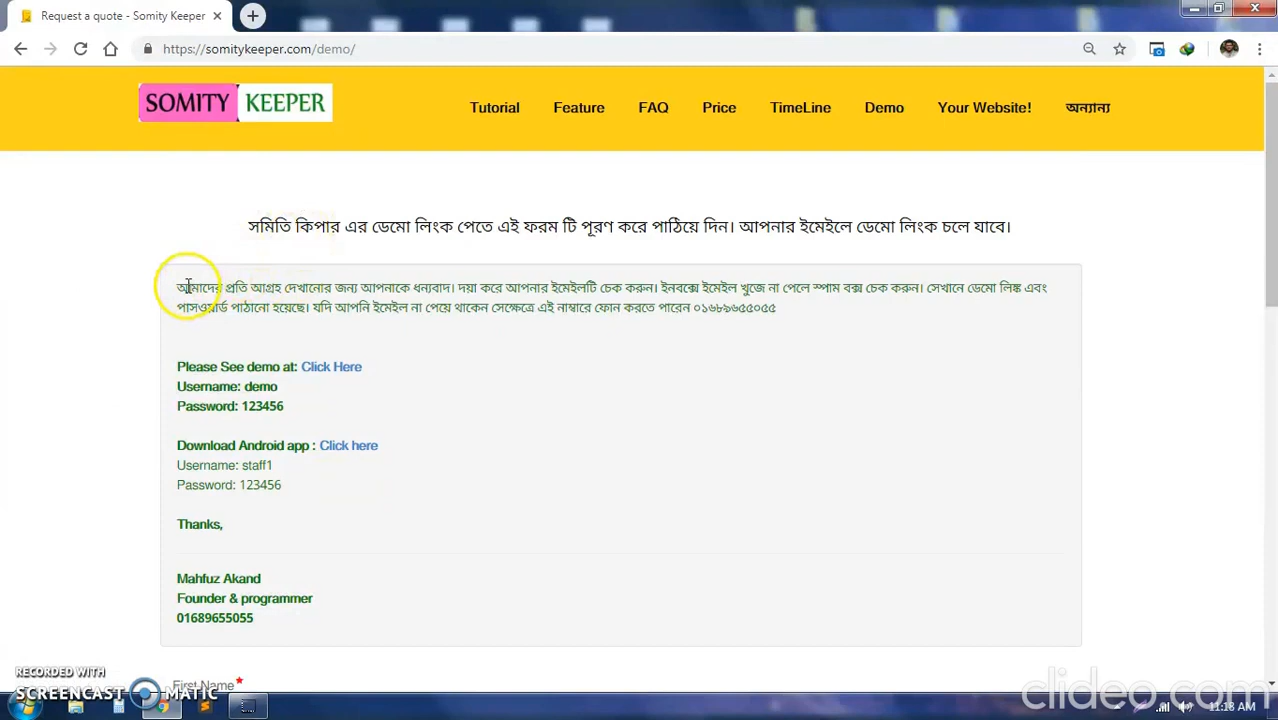 Request a quote - Somity Keeper
https://somitykeeper.com/demo/
SOMITY KEEPER
Tutorial Feature FAQ Price TimeLine Demo Your Website! অন্যান্য
সমিতি কিপার এর ডেমো লিংক পেতে এই ফরম টি পূরণ করে পাঠিয়ে দিন। আপনার ইমেইলে ডেমো লিংক চলে যাবে।
আমাদের প্রতি আগ্রহ দেখানোর জন্য আপনাকে ধন্যবাদ। দয়া করে আপনার ইমেইলটি চেক করুন। ইনবক্সে ইমেইল খুজে না পেলে স্পাম বক্স চেক করুন। সেখানে ডেমো লিঙ্ক এবং
পাসওয়ার্ড পাঠানো হয়েছে। যদি আপনি ইমেইল না পেয়ে থাকেন সেক্ষেত্রে এই নাম্বারে ফোন করতে পারেন ০১৬৮৯৬৫৫০৫৫
Please See demo at: Click Here
Username: demo
Password: 123456
Download Android app : Click here
Username: staff1
Password: 123456
Thanks,
Mahfuz Akand
Founder & programmer
01689655055
First Name *
RECORDED WITH
SCREENCAST MATIC
clideo.com
11:18 AM